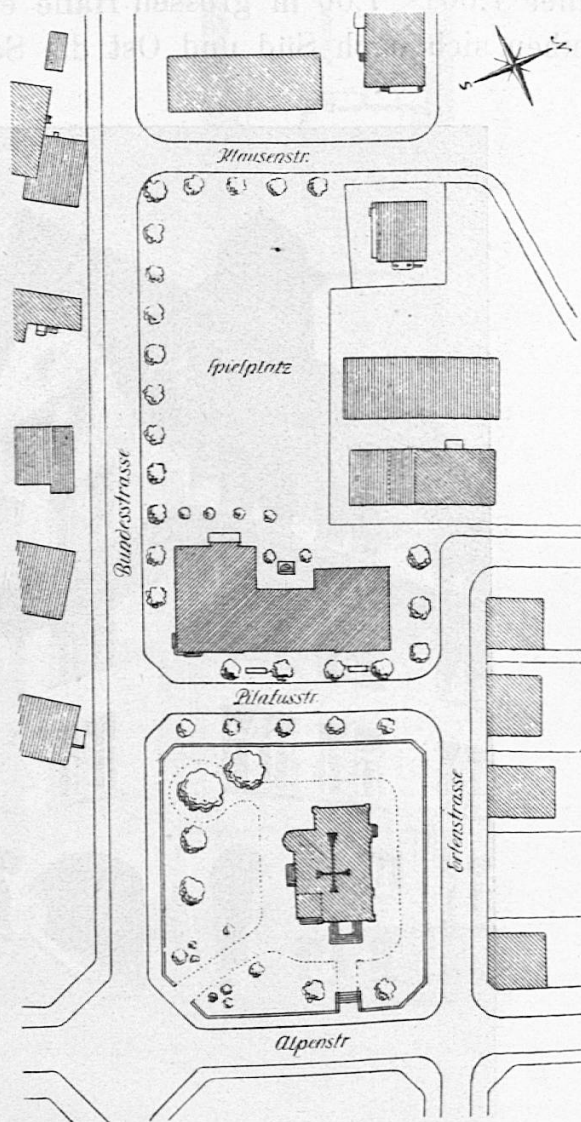 N
S
Klausenstr.
Spielplatz
Bundesstrasse
Pilatusstr.
Erlenstrasse
Alpenstr